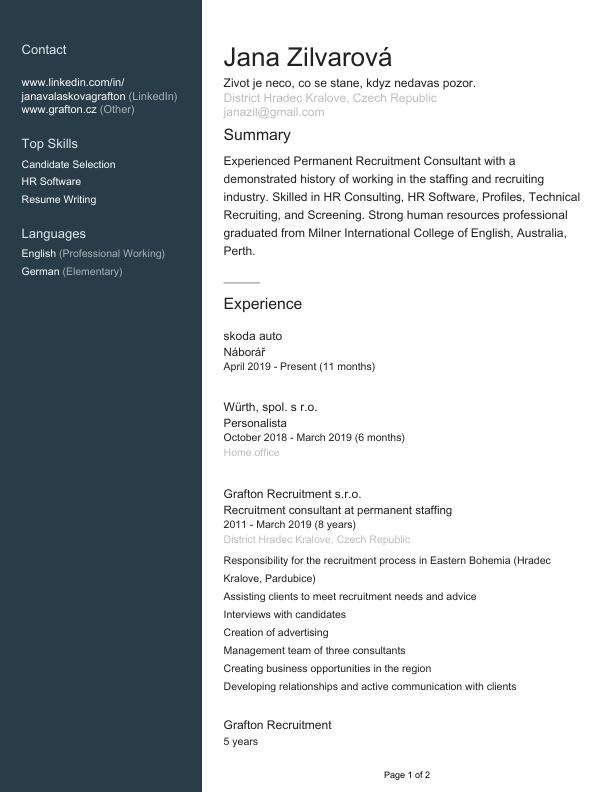 Contact
www.linkedin.com/in/
janavalaskovagrafton (LinkedIn)
www.grafton.cz (Other)
Top Skills
Candidate Selection
HR Software
Resume Writing
Languages
English (Professional Working)
German (Elementary)
Jana Zilvarová
Zivot je neco, co se stane, kdyz nedavas pozor.
District Hradec Kralove, Czech Republic
janazil@gmail.com
Summary
Experienced Permanent Recruitment Consultant with a
demonstrated history of working in the staffing and recruiting
industry. Skilled in HR Consulting, HR Software, Profiles, Technical
Recruiting, and Screening. Strong human resources professional
graduated from Milner International College of English, Australia,
Perth.
Experience
skoda auto
Náborář
April 2019 - Present (11 months)
Würth, spol. s r.o.
Personalista
October 2018 - March 2019 (6 months)
Home office
Grafton Recruitment s.r.o.
Recruitment consultant at permanent staffing
2011 - March 2019 (8 years)
District Hradec Kralove, Czech Republic
Responsibility for the recruitment process in Eastern Bohemia (Hradec
Kralove, Pardubice)
Assisting clients to meet recruitment needs and advice
Interviews with candidates
Creation of advertising
Management team of three consultants
Creating business opportunities in the region
Developing relationships and active communication with clients
Grafton Recruitment
5 years
Page 1 of 2